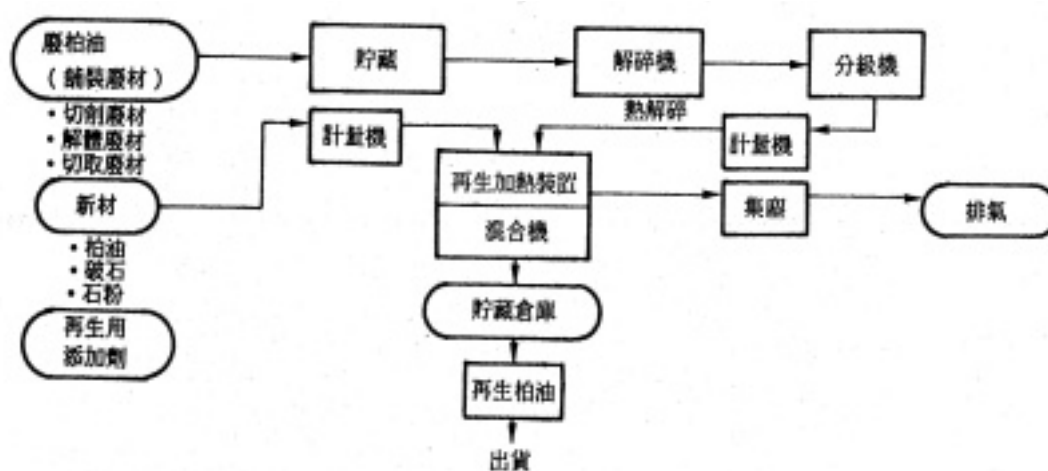 廢柏油
（舖裝廢材）
・切削廢材
・解體廢材
・切取廢材
貯藏
解碎機
分級機
熱解碎
計量機
計量機
新材
・柏油
・破石
・石粉
再生用
添加劑
再生加熱裝置
混合機
集塵
排氣
貯藏倉庫
再生柏油
出貨